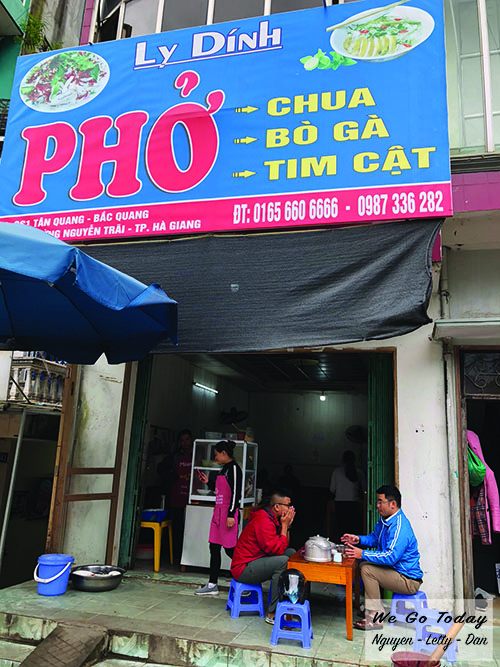 Ly Dính
PHỞ
CHUA
BÒ GÀ
TIM CẬT
TÂN QUANG - BẮC QUANG
NGUYỄN TRÃI - TP. HÀ GIANG
ĐT: 0165 660 6666 - 0987 336 282
We Go Today
Nguyen - Letty - Dan